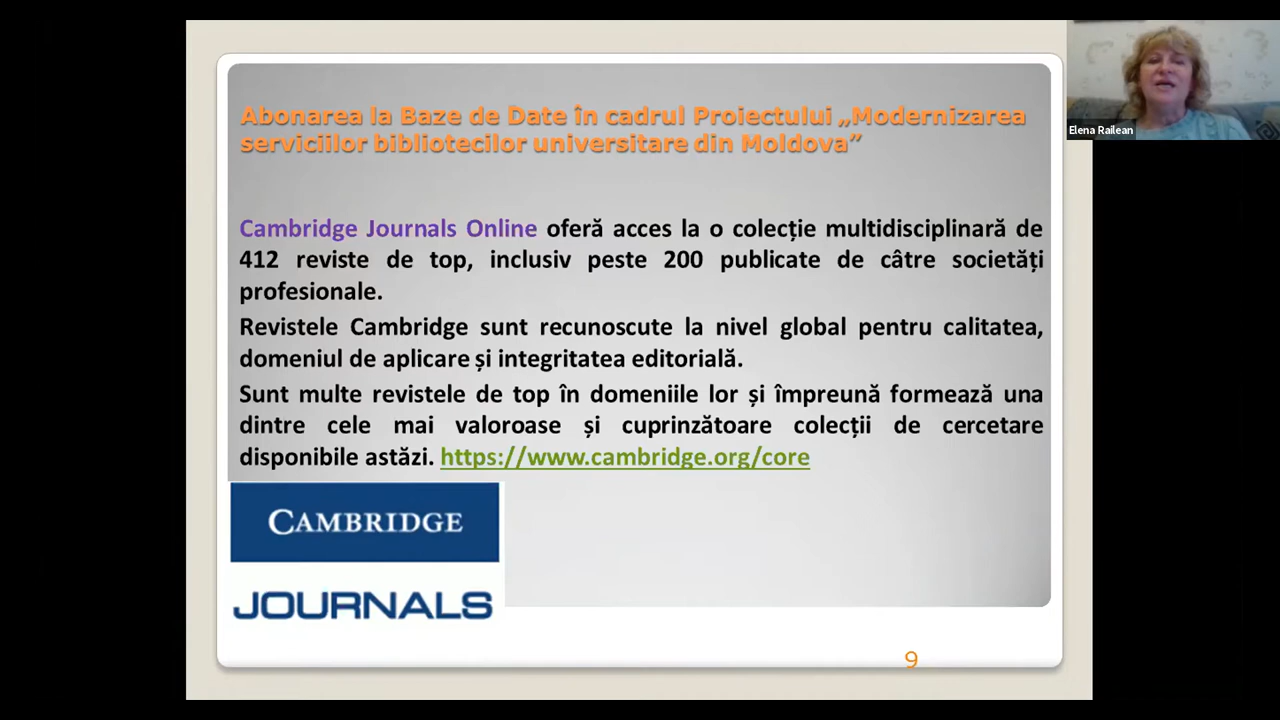 Abonarea la Baze de Date în cadrul Proiectului „Modernizarea
serviciilor bibliotecilor universitare din Moldova”
Cambridge Journals Online oferă acces la o colecție multidisciplinară de
412 reviste de top, inclusiv peste 200 publicate de câtre societăți
profesionale.
Revistele Cambridge sunt recunoscute la nivel global pentru calitatea,
domeniul de aplicare și integritatea editorială.
Sunt multe revistele de top în domeniile lor și împreună formează una
dintre cele mai valoroase și cuprinzătoare colecții de cercetare
disponibile astăzi. https://www.cambridge.org/core
CAMBRIDGE
JOURNALS
9
Elena Railean